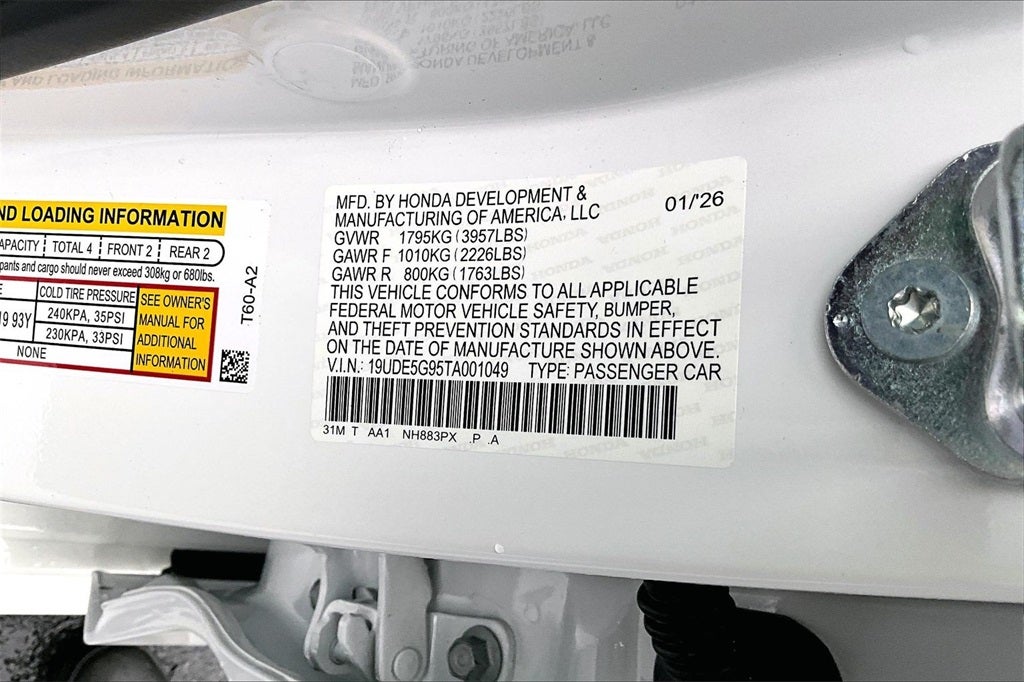 ND LOADING INFORMATION
CAPACITY TOTAL 4 FRONT 2 REAR 2
pants and cargo should never exceed 308kg or 680lbs.
E COLD TIRE PRESSURE SEE OWNER'S MANUAL FOR ADDITIONAL INFORMATION
19 93Y 240KPA, 35PSI
230KPA, 33PSI
NONE
T60-A2
MFD. BY HONDA DEVELOPMENT &
MANUFACTURING OF AMERICA, LLC 01/'26
GVWR 1795KG (3957LBS)
GAWR F 1010KG (2226LBS)
GAWR R 800KG (1763LBS)
THIS VEHICLE CONFORMS TO ALL APPLICABLE
FEDERAL MOTOR VEHICLE SAFETY, BUMPER,
AND THEFT PREVENTION STANDARDS IN EFFECT
ON THE DATE OF MANUFACTURE SHOWN ABOVE.
V.I.N.: 19UDE5G95TA001049 TYPE: PASSENGER CAR
31M T AA1 NH883PX .P .A